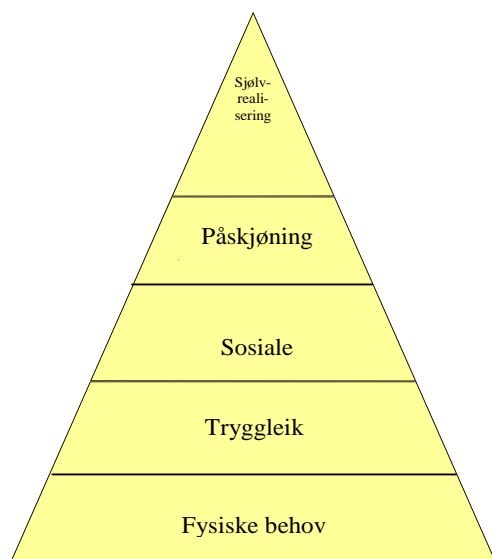 Sjølv-
reali-
sering
Påskjøning
Sosiale
Tryggleik
Fysiske behov